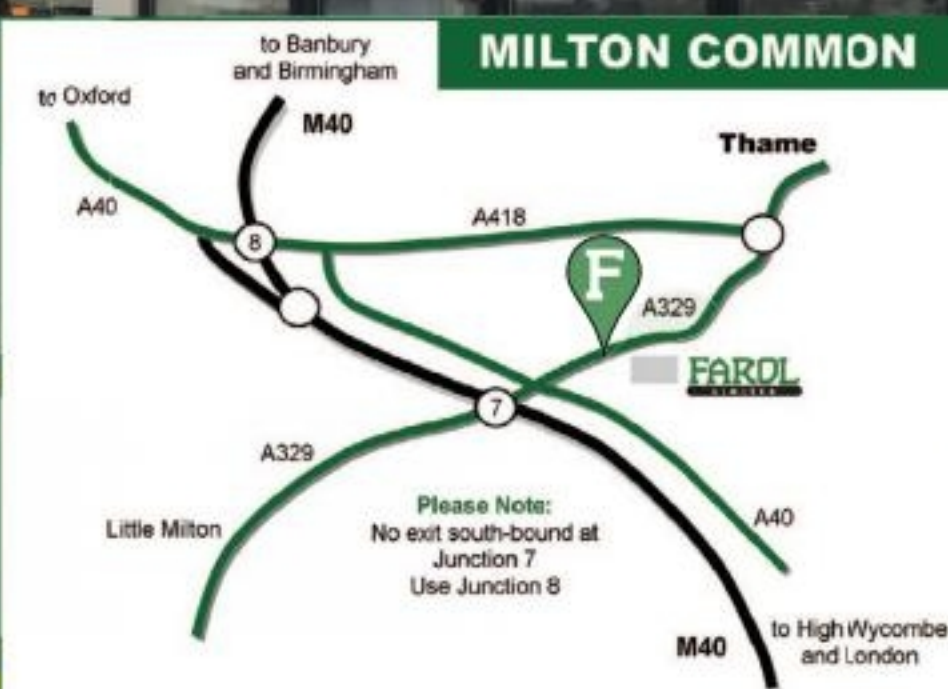 MILTON COMMON
to Banbury
and Birmingham
to Oxford
M40
Thame
A40
A418
8
F
A329
FAROL
LIMITED
7
A329
Please Note:
No exit south-bound at
Junction 7
Use Junction 8
Little Milton
A40
M40
to High Wycombe
and London